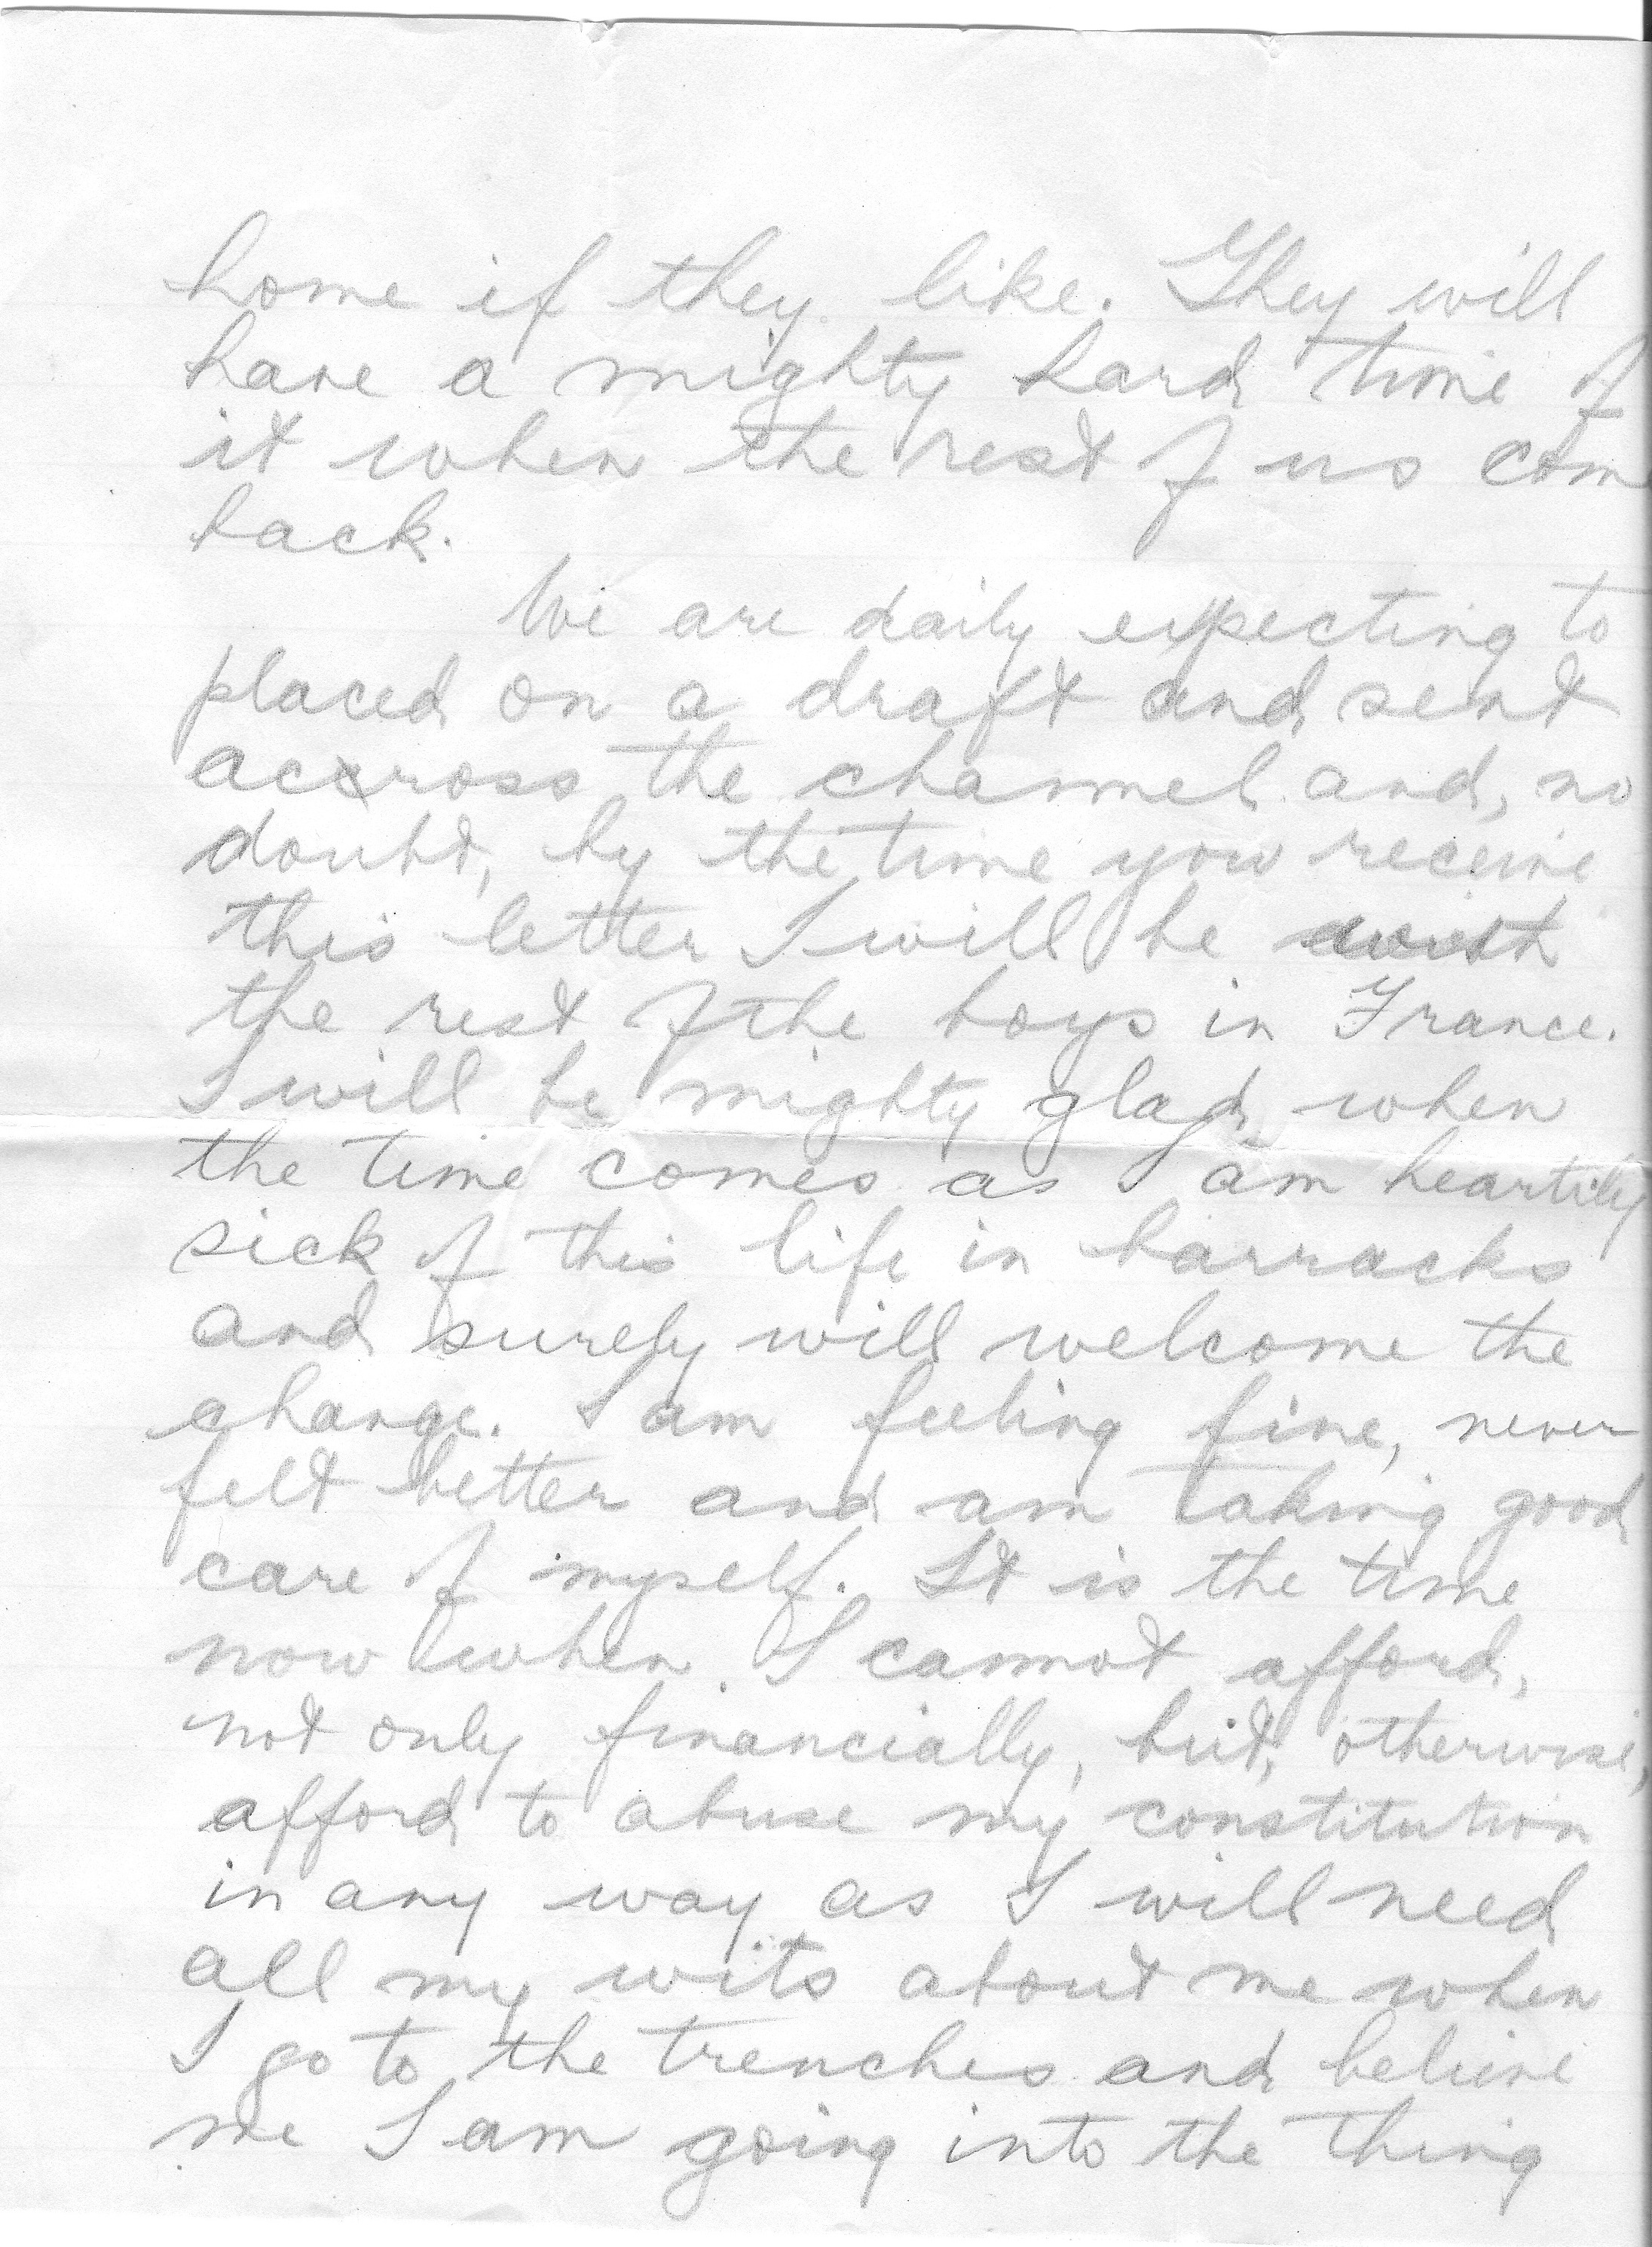 home if they like. They will
have a mighty hard time of
it when the rest of us com
back.
We are daily expecting to
placed on a draft and sent
across the channel and, no
doubt, by the time you receive
this letter I will be with
the rest of the boys in France.
I will be mighty glad when
the time comes as I am heartily
sick of this life in barracks
and surely will welcome the
change. I am feeling fine, never
felt better and am taking good
care of myself. It is the time
now when I cannot afford,
not only financially, but, otherwise,
afford to abuse my constitution
in any way as I will need
all my wits about me when
I go to the trenches and believe
me I am going into the thing